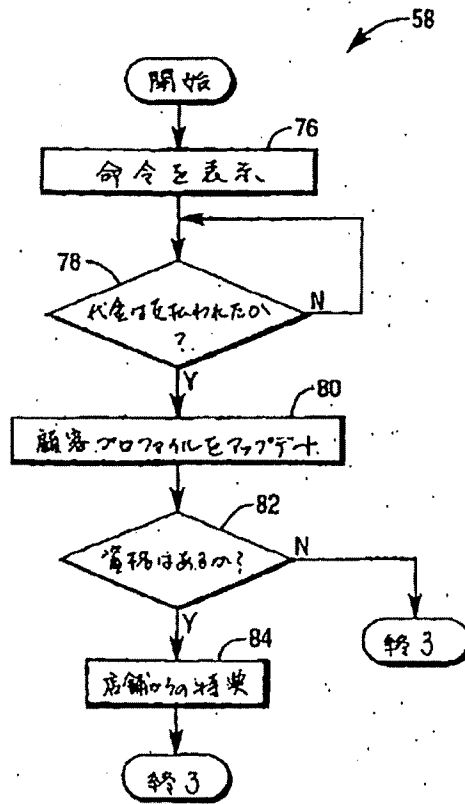 58
開始
76
命令を表示
78
代金は支払われたか
?
N
Y
80
顧客プロファイルをアップデート
82
資格はあるか?
N
Y
84
終了
店舗からの特典
終了